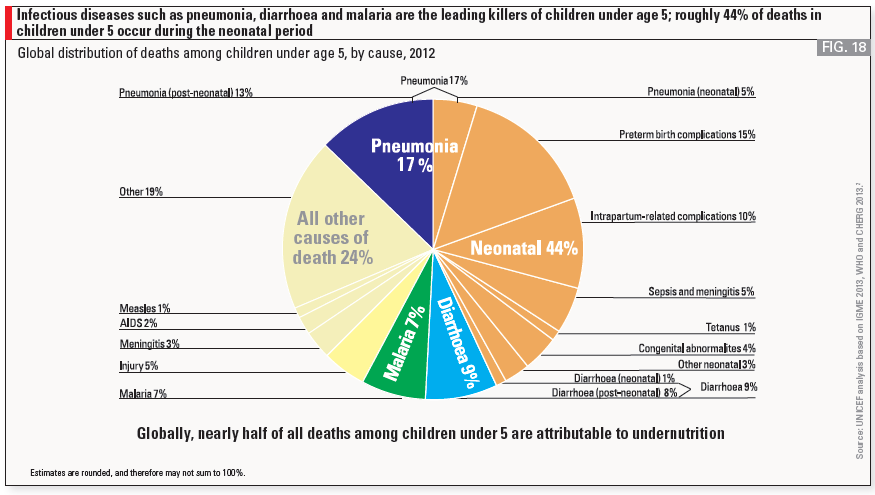 Infectious diseases such as pneumonia, diarrhoea and malaria are the leading killers of children under age 5; roughly 44% of deaths in
children under 5 occur during the neonatal period
Global distribution of deaths among children under age 5, by cause, 2012
FIG. 18
Pneumonia 17%
Pneumonia (post-neonatal) 13%
Pneumonia (neonatal) 5%
Preterm birth complications 15%
Pneumonia
17 %
Other 19%
Intrapartum-related complications 10%
All other
causes of
death 24%
Neonatal 44%
Sepsis and meningitis 5%
Measles 1%
AIDS 2%
Tetanus 1%
Meningitis 3%
Congenital abnormalites 4%
Injury 5%
Other neonatal 3%
Malaria 7%
Diarrhoea 9%
Diarrhoea (neonatal) 1%
Diarrhoea 9%
Malaria 7%
Diarrhoea (post-neonatal) 8%
Globally, nearly half of all deaths among children under 5 are attributable to undernutrition
Estimates are rounded, and therefore may not sum to 100%.
Source: UNICEF analysis based on IGME 2013, WHO and CHERG 2013.⁷